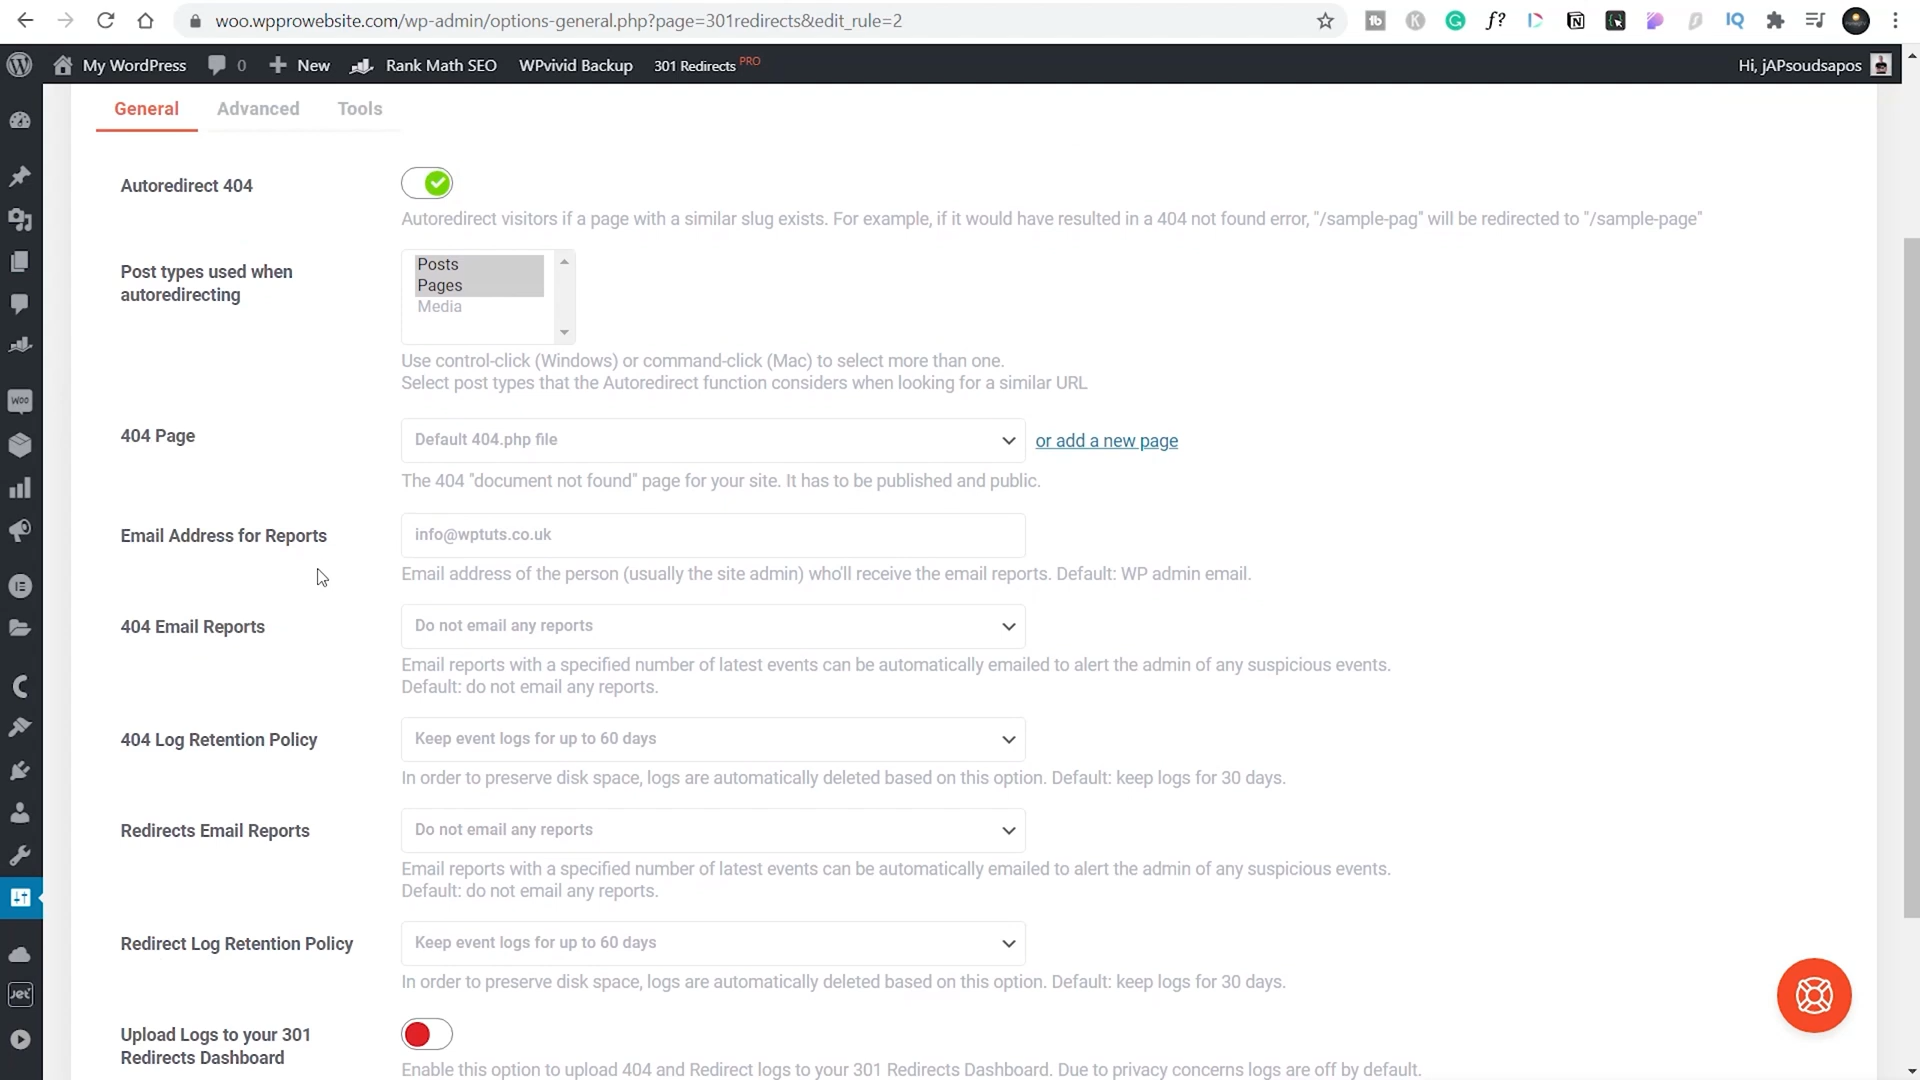 woo.wpprowebsite.com/wp-admin/options-general.php?page=301redirects&edit_rule=2
My WordPress 0 New Rank Math SEO WPvivid Backup 301 Redirects PRO Hi, jAPsoudsapos
General Advanced Tools
Autoredirect 404
Autoredirect visitors if a page with a similar slug exists. For example, if it would have resulted in a 404 not found error, "/sample-pag" will be redirected to "/sample-page"
Post types used when
autoredirecting
Posts
Pages
Media
Use control-click (Windows) or command-click (Mac) to select more than one.
Select post types that the Autoredirect function considers when looking for a similar URL
404 Page
Default 404.php file
or add a new page
The 404 "document not found" page for your site. It has to be published and public.
Email Address for Reports
info@wptuts.co.uk
Email address of the person (usually the site admin) who'll receive the email reports. Default: WP admin email.
404 Email Reports
Do not email any reports
Email reports with a specified number of latest events can be automatically emailed to alert the admin of any suspicious events.
Default: do not email any reports.
404 Log Retention Policy
Keep event logs for up to 60 days
In order to preserve disk space, logs are automatically deleted based on this option. Default: keep logs for 30 days.
Redirects Email Reports
Do not email any reports
Email reports with a specified number of latest events can be automatically emailed to alert the admin of any suspicious events.
Default: do not email any reports.
Redirect Log Retention Policy
Keep event logs for up to 60 days
In order to preserve disk space, logs are automatically deleted based on this option. Default: keep logs for 30 days.
Upload Logs to your 301
Redirects Dashboard
Enable this option to upload 404 and Redirect logs to your 301 Redirects Dashboard. Due to privacy concerns logs are off by default.
WOO
Jet